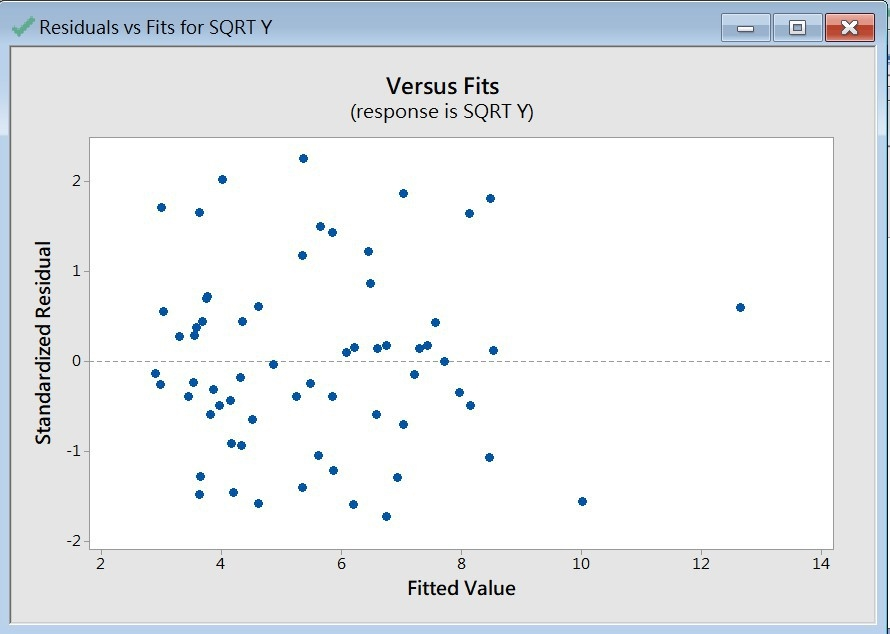 Residuals vs Fits for SQRT Y
Versus Fits
(response is SQRT Y)
Standardized Residual
2
1
0
-1
-2
2 4 6 8 10 12 14
Fitted Value